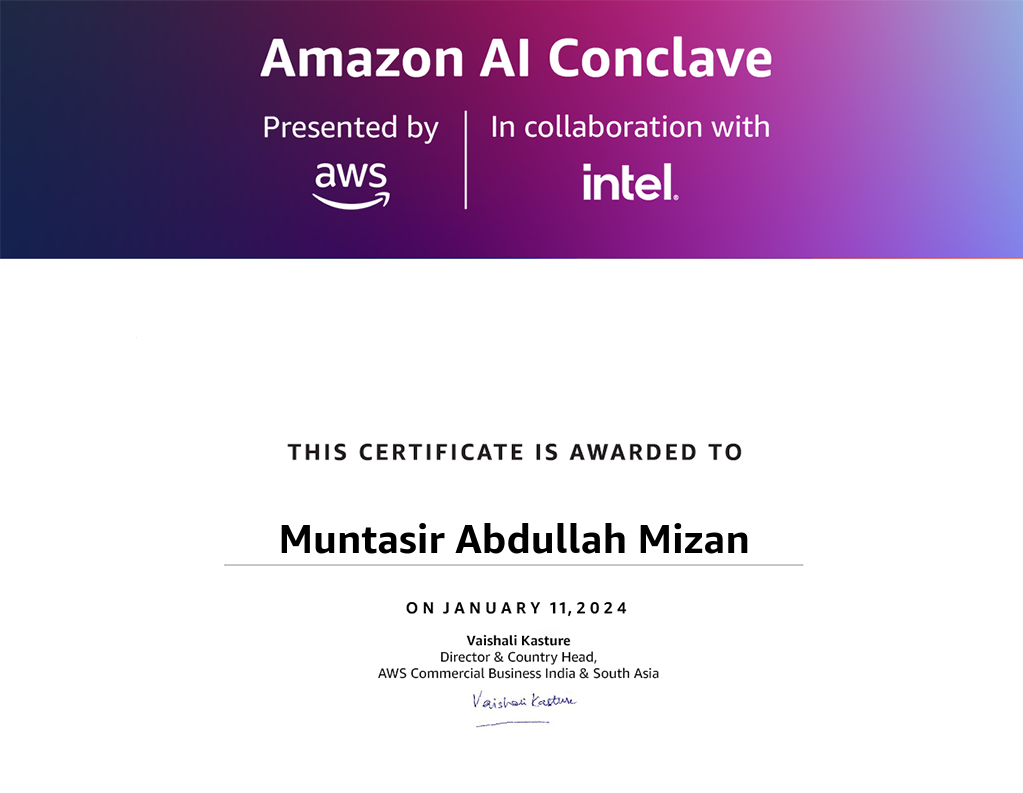 Amazon AI Conclave
Presented by
aws
In collaboration with
intel.
THIS CERTIFICATE IS AWARDED TO
Muntasir Abdullah Mizan
ON JANUARY 11, 2024
Vaishali Kasture
Director & Country Head,
AWS Commercial Business India & South Asia
Vaishali Kasture